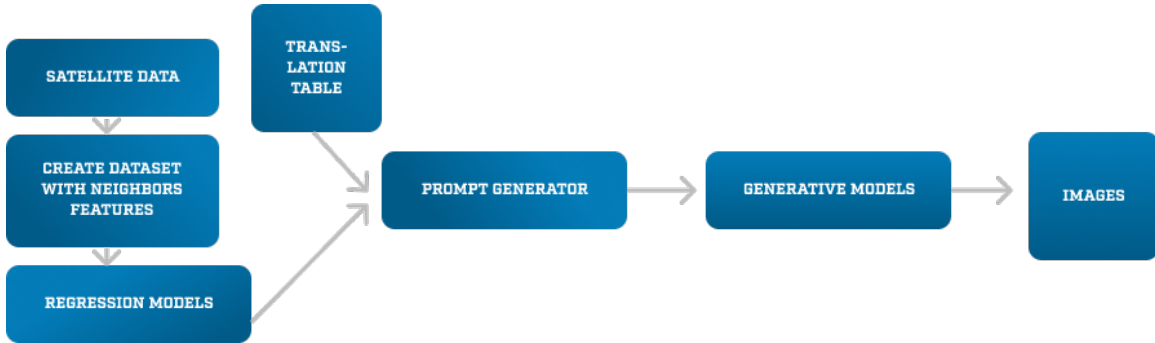 SATELLITE DATA
CREATE DATASET
WITH NEIGHBORS
FEATURES
REGRESSION MODELS
TRANS-
LATION
TABLE
PROMPT GENERATOR
GENERATIVE MODELS
IMAGES